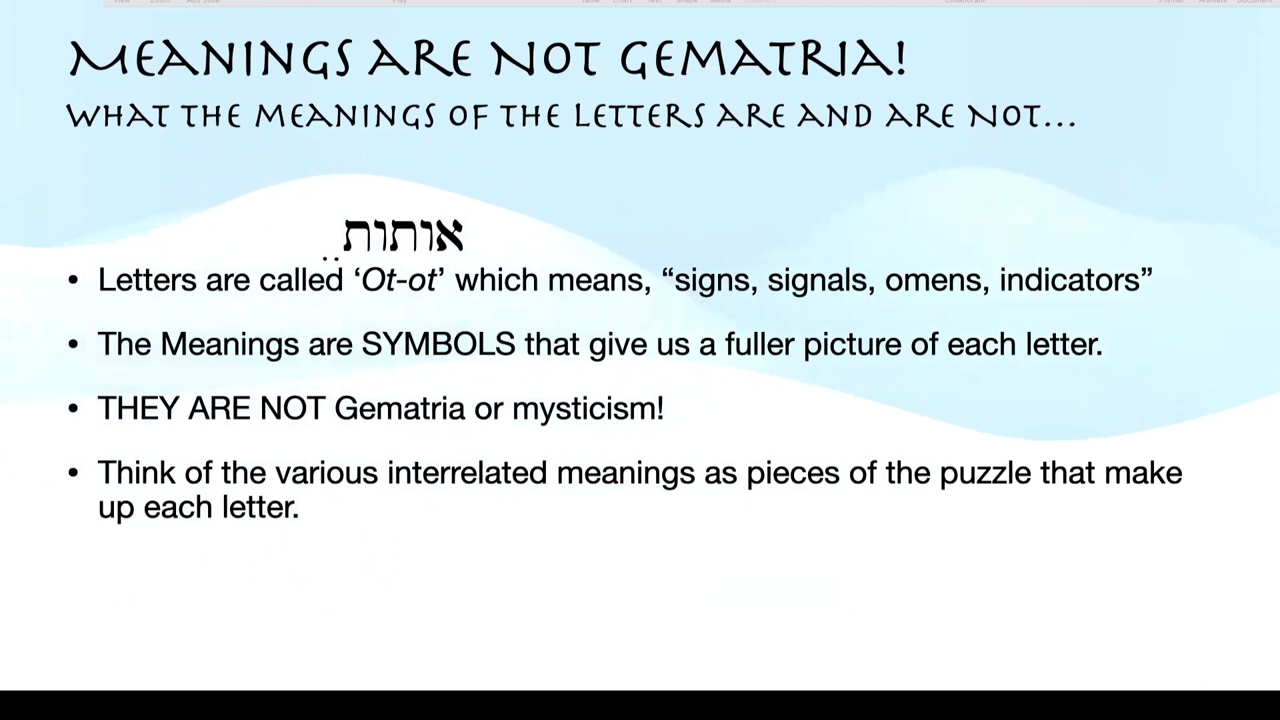 MEANINGS ARE NOT GEMATRIA!
WHAT THE MEANINGS OF THE LETTERS ARE AND ARE NOT...
אותות
• Letters are called ‘Ot-ot’ which means, “signs, signals, omens, indicators”
• The Meanings are SYMBOLS that give us a fuller picture of each letter.
• THEY ARE NOT Gematria or mysticism!
• Think of the various interrelated meanings as pieces of the puzzle that make
up each letter.